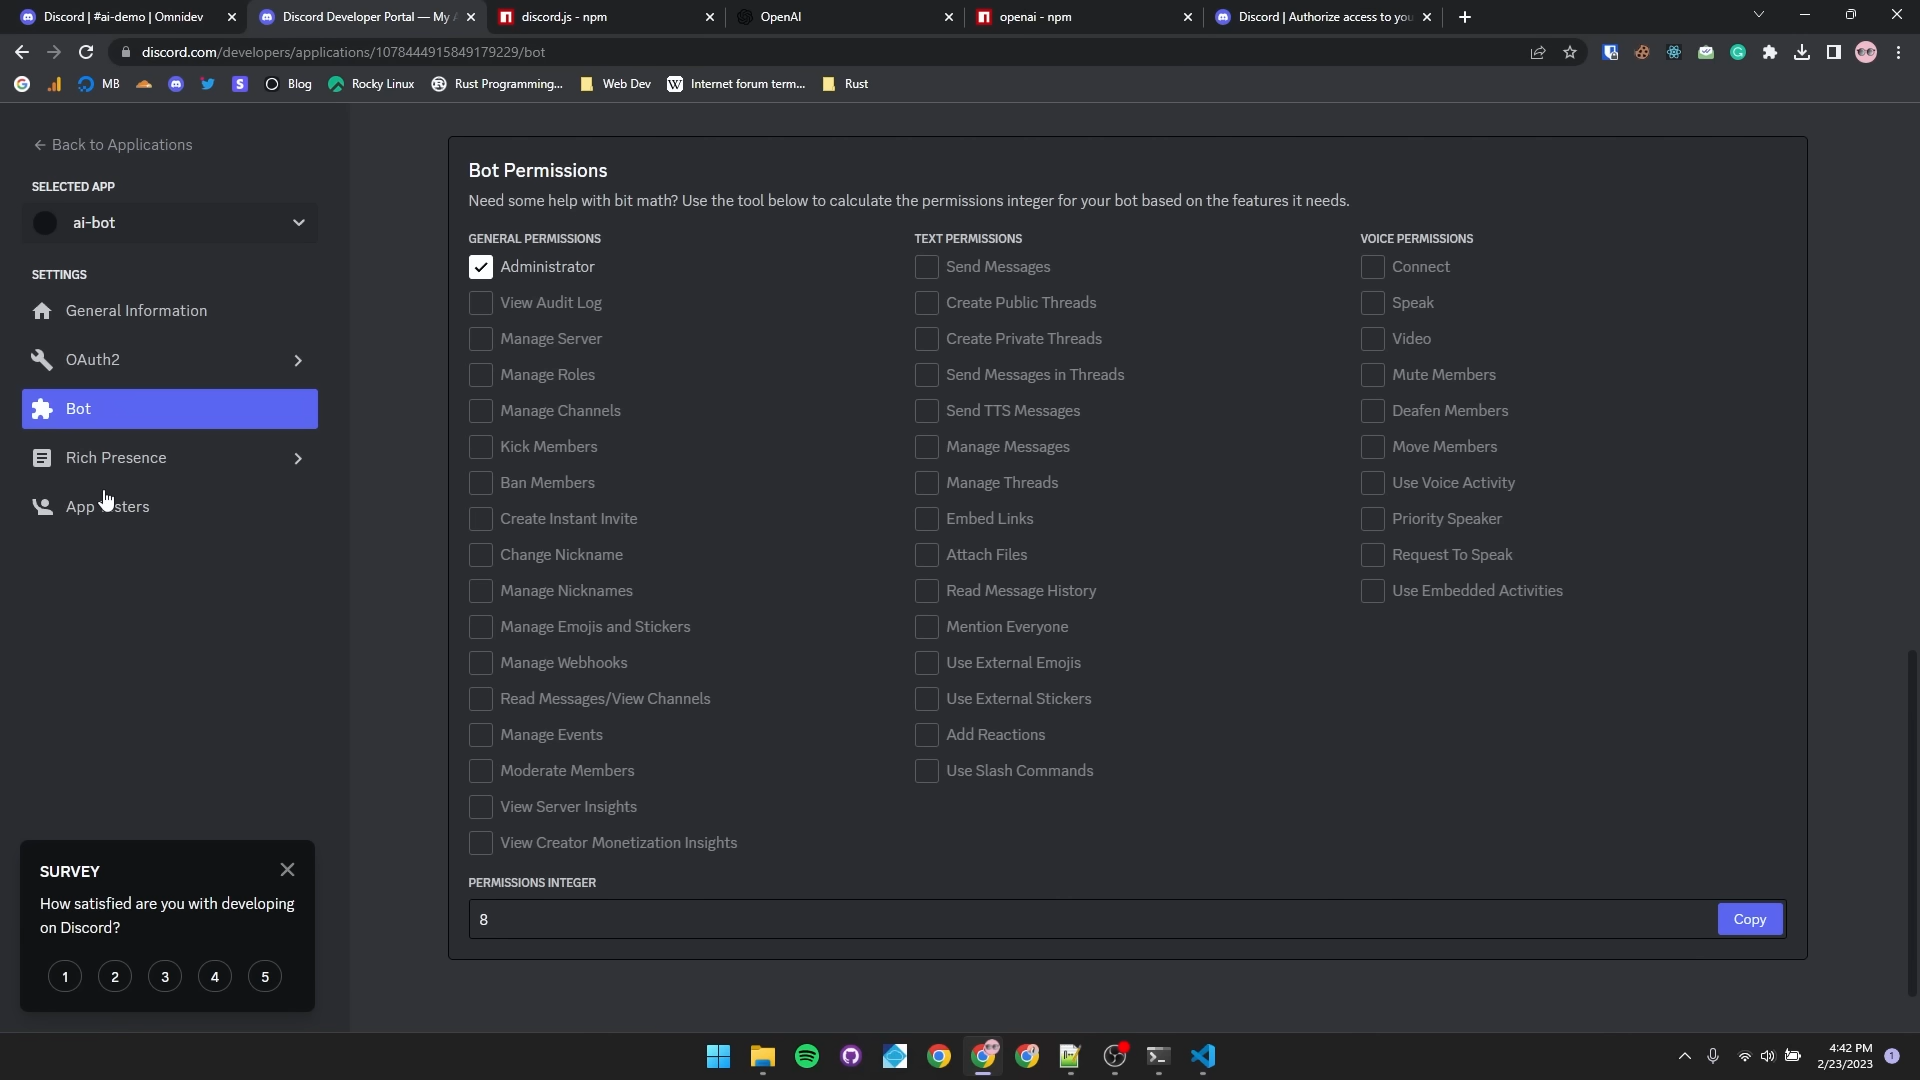 Discord | #ai-demo | Omnidev
Discord Developer Portal — My
discord.js - npm
OpenAI
openai - npm
Discord | Authorize access to you
discord.com/developers/applications/1078444915849179229/bot
MB
Blog
Rocky Linux
Rust Programming...
Web Dev
Internet forum term...
Rust
← Back to Applications
SELECTED APP
ai-bot
SETTINGS
General Information
OAuth2
Bot
Rich Presence
App
Bot Permissions
Need some help with bit math? Use the tool below to calculate the permissions integer for your bot based on the features it needs.
GENERAL PERMISSIONS
Administrator
View Audit Log
Manage Server
Manage Roles
Manage Channels
Kick Members
Ban Members
Create Instant Invite
Change Nickname
Manage Nicknames
Manage Emojis and Stickers
Manage Webhooks
Read Messages/View Channels
Manage Events
Moderate Members
View Server Insights
View Creator Monetization Insights
TEXT PERMISSIONS
Send Messages
Create Public Threads
Create Private Threads
Send Messages in Threads
Send TTS Messages
Manage Messages
Manage Threads
Embed Links
Attach Files
Read Message History
Mention Everyone
Use External Emojis
Use External Stickers
Add Reactions
Use Slash Commands
VOICE PERMISSIONS
Connect
Speak
Video
Mute Members
Deafen Members
Move Members
Use Voice Activity
Priority Speaker
Request To Speak
Use Embedded Activities
PERMISSIONS INTEGER
8
Copy
SURVEY
How satisfied are you with developing
on Discord?
1 2 3 4 5
4:42 PM
2/23/2023
1